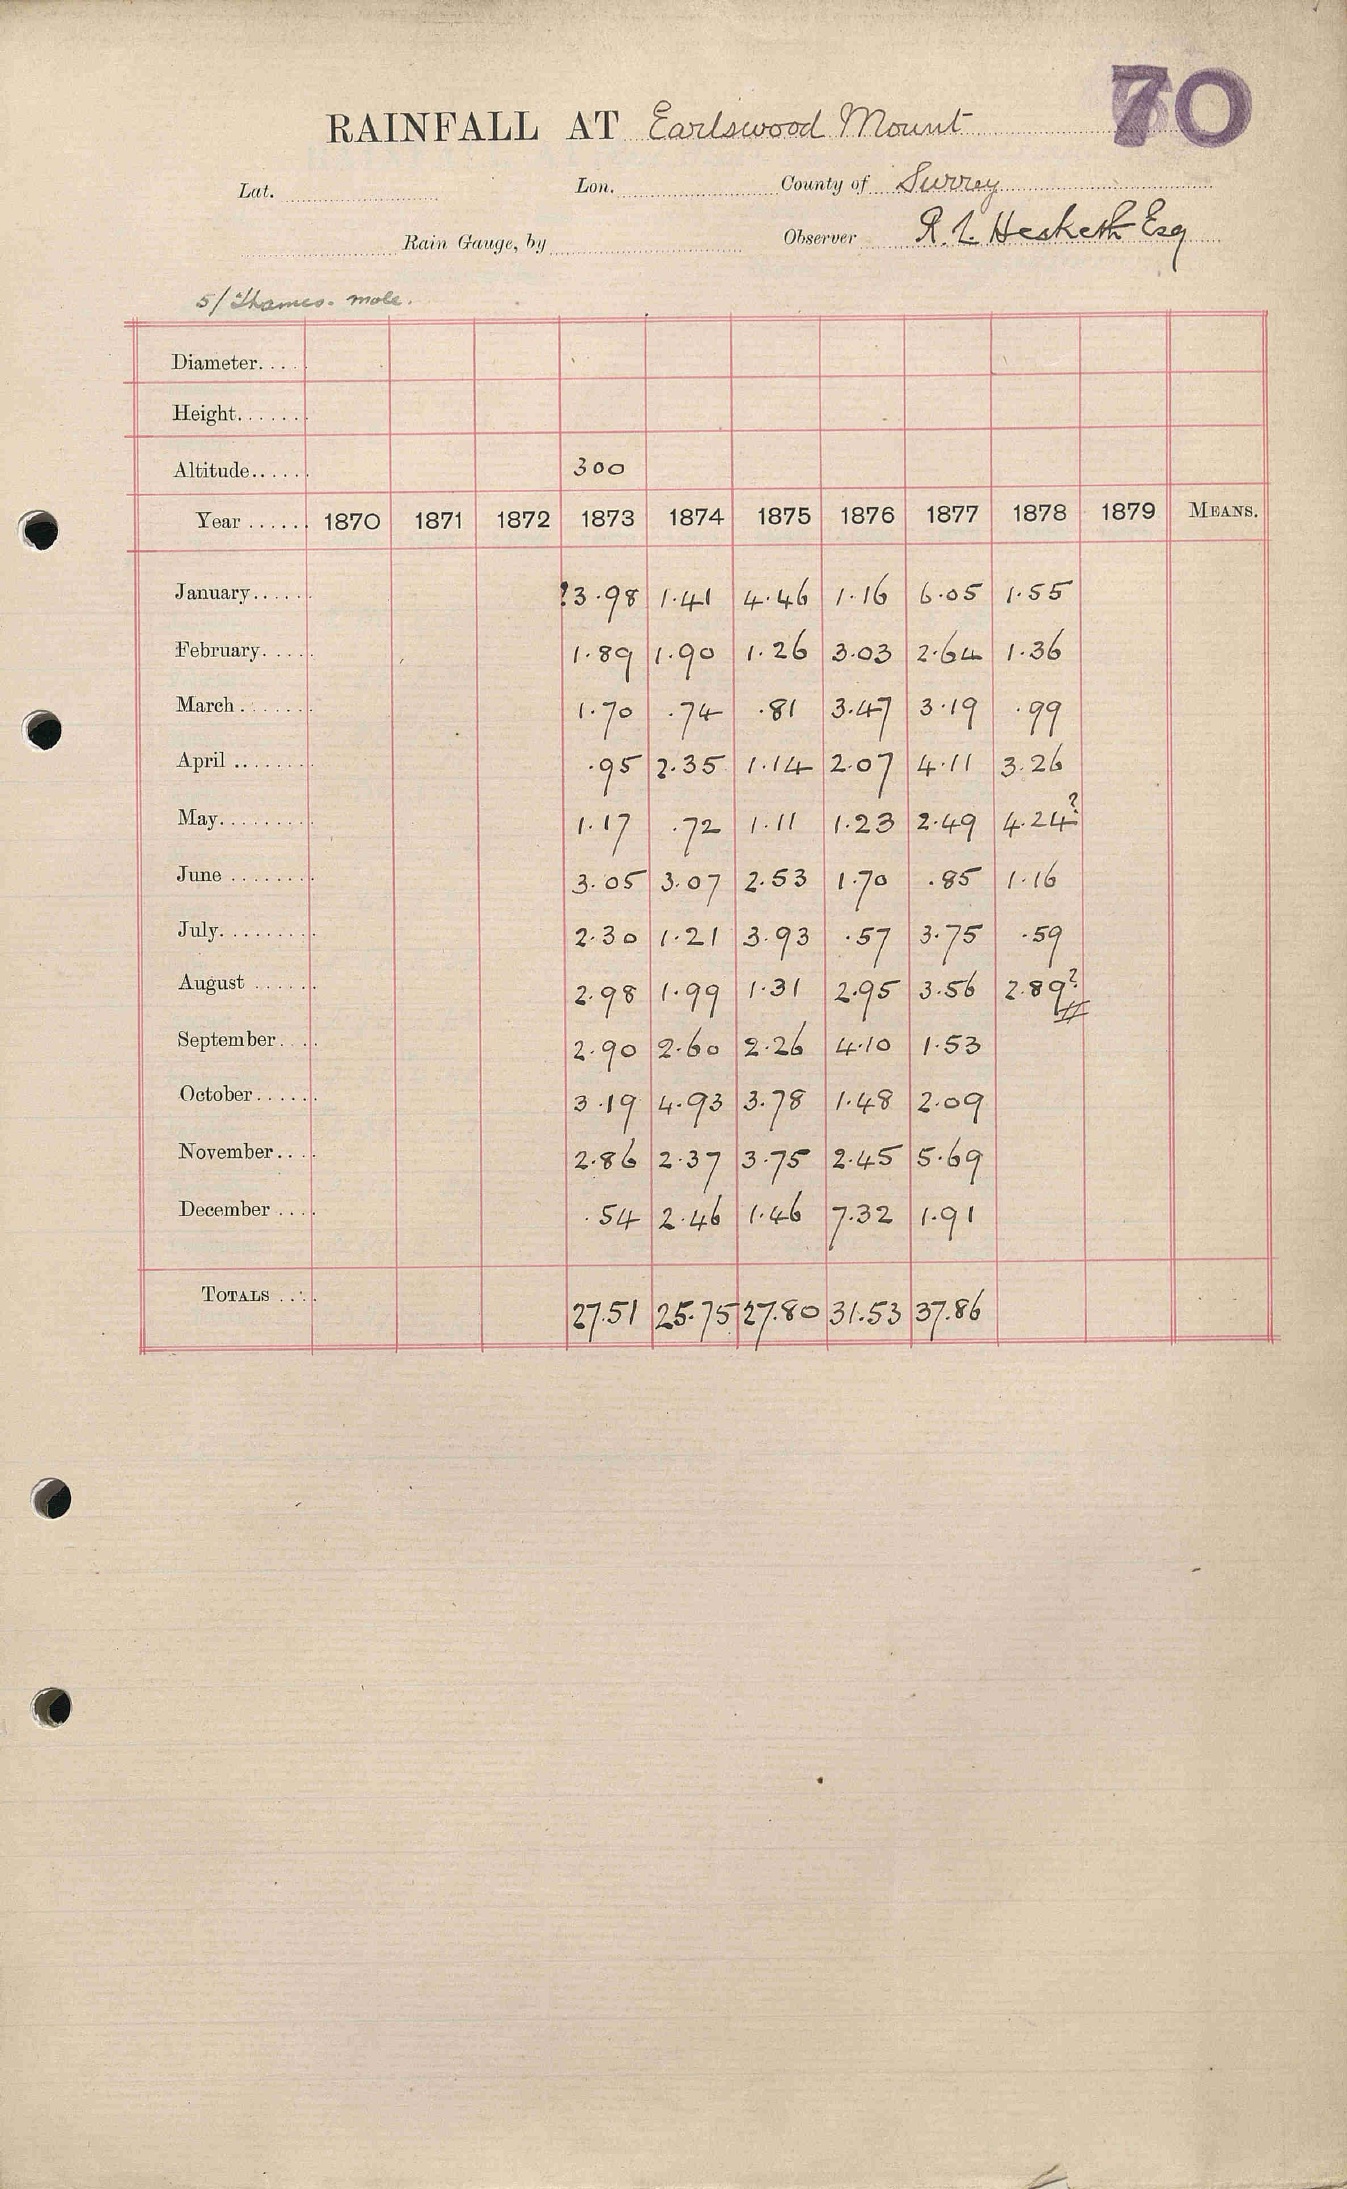 70
RAINFALL AT Earlswood Mount
Lat. Lon. County of Surrey
Rain Gauge, by Observer R. L. Hesketh Esq
5/ Thames. mole.
Diameter....
Height.......
Altitude...... 300
Year ...... 1870 1871 1872 1873 1874 1875 1876 1877 1878 1879 MEANS.
January...... ?3.98 1.41 4.46 1.16 6.05 1.55
February..... 1.89 1.90 1.26 3.03 2.64 1.36
March....... 1.70 .74 .81 3.47 3.19 .99
April ........ .95 2.35 1.14 2.07 4.11 3.26
May......... 1.17 .72 1.11 1.23 2.49 4.24?
June ........ 3.05 3.07 2.53 1.70 .85 1.16
July......... 2.30 1.21 3.93 .57 3.75 .59
August ...... 2.98 1.99 1.31 2.95 3.56 2.89?
September.... 2.90 2.60 2.26 4.10 1.53
October...... 3.19 4.93 3.78 1.48 2.09
November.... 2.86 2.37 3.75 2.45 5.69
December .... .54 2.46 1.46 7.32 1.91
TOTALS .... 27.51 25.75 27.80 31.53 37.86